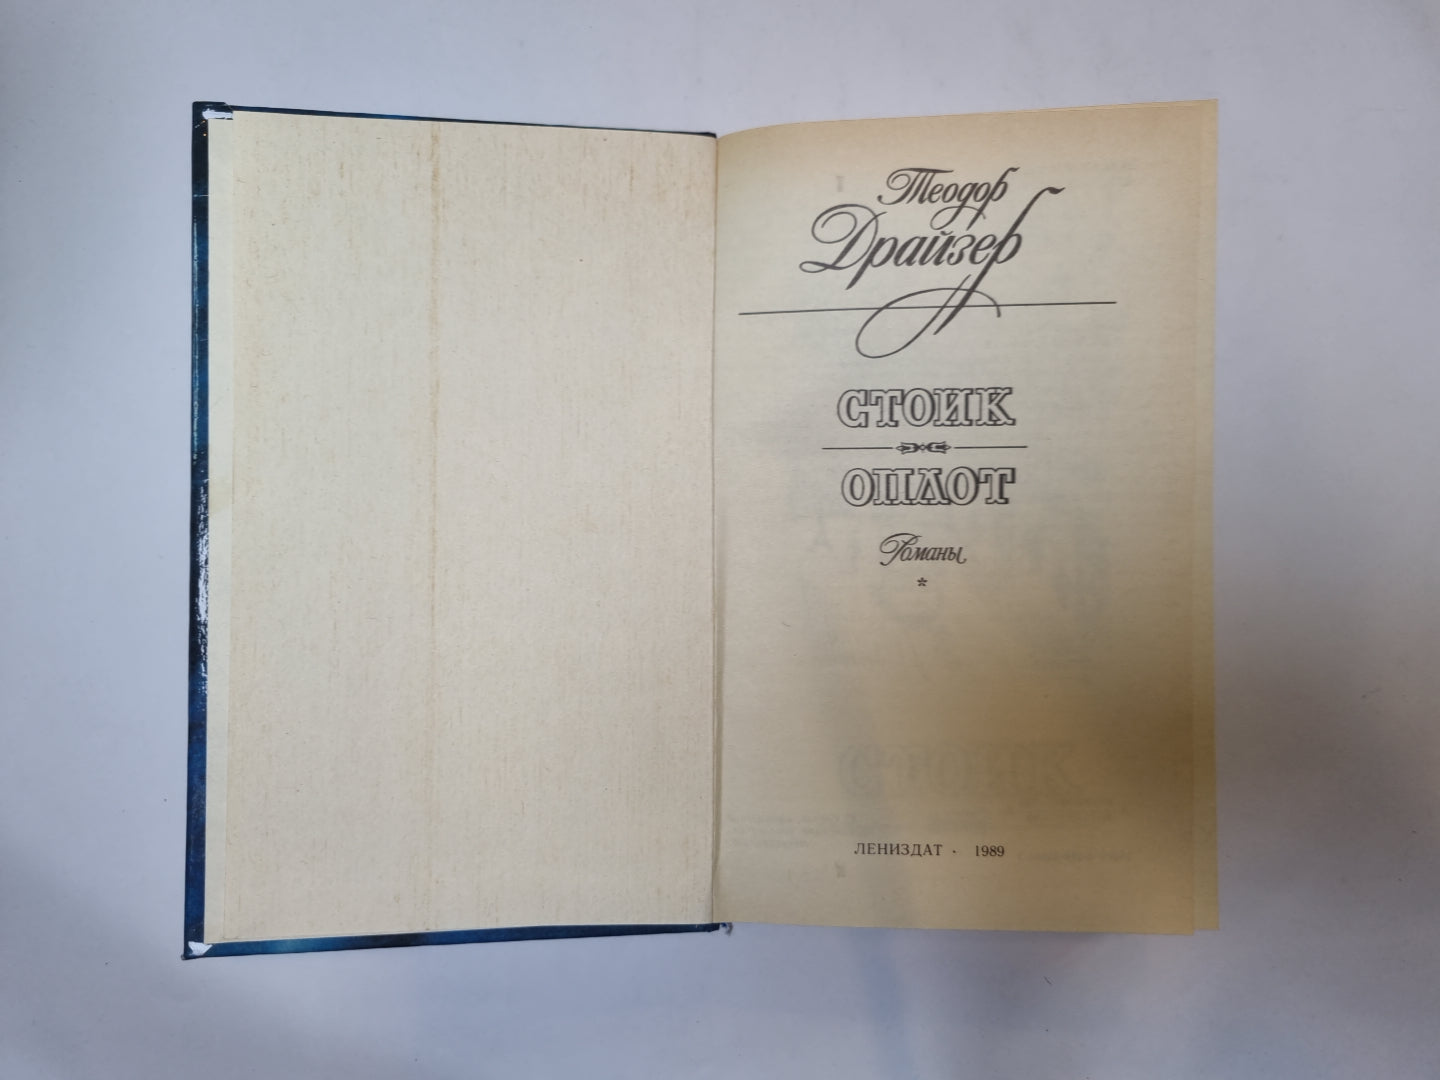 Теодор
Драйзер
СТОИК
ОПЛОТ
Романы
*
ЛЕНИЗДАТ · 1989